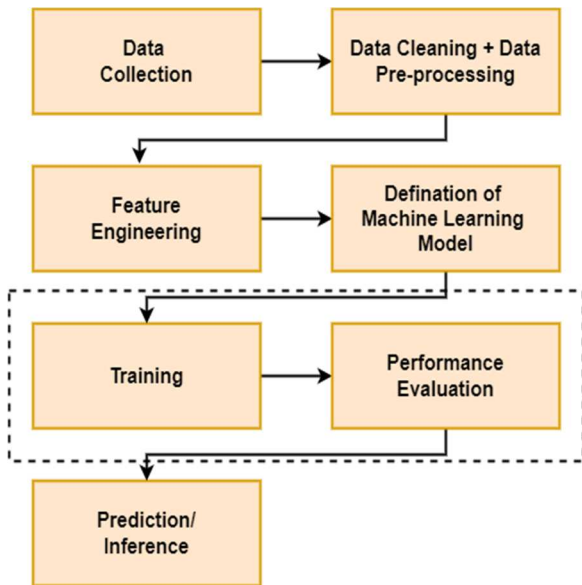 Data
Collection
Data Cleaning + Data
Pre-processing
Feature
Engineering
Defination of
Machine Learning
Model
Training
Performance
Evaluation
Prediction/
Inference